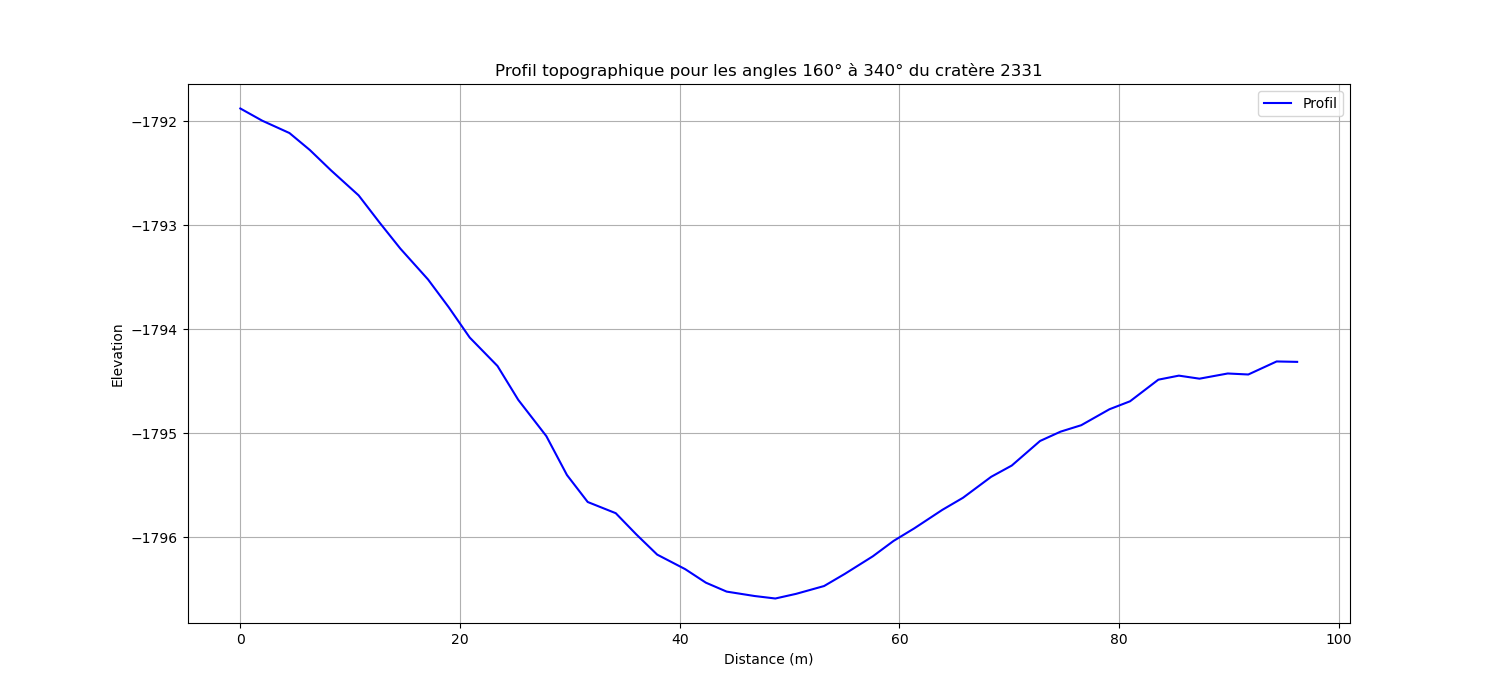 Profil topographique pour les angles 160° à 340° du cratère 2331
Profil
−1792
−1793
−1794
−1795
−1796
Elevation
0
20
40
60
80
100
Distance (m)